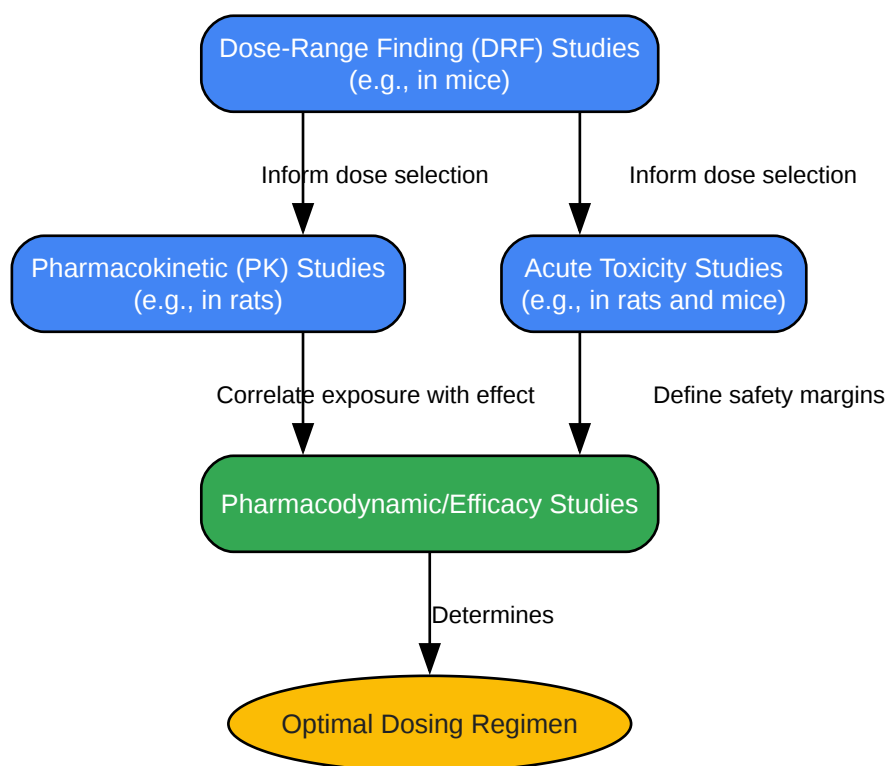 Dose-Range Finding (DRF) Studies
(e.g., in mice)
Inform dose selection
Inform dose selection
Pharmacokinetic (PK) Studies
(e.g., in rats)
Acute Toxicity Studies
(e.g., in rats and mice)
Correlate exposure with effect
Define safety margins
Pharmacodynamic/Efficacy Studies
Determines
Optimal Dosing Regimen